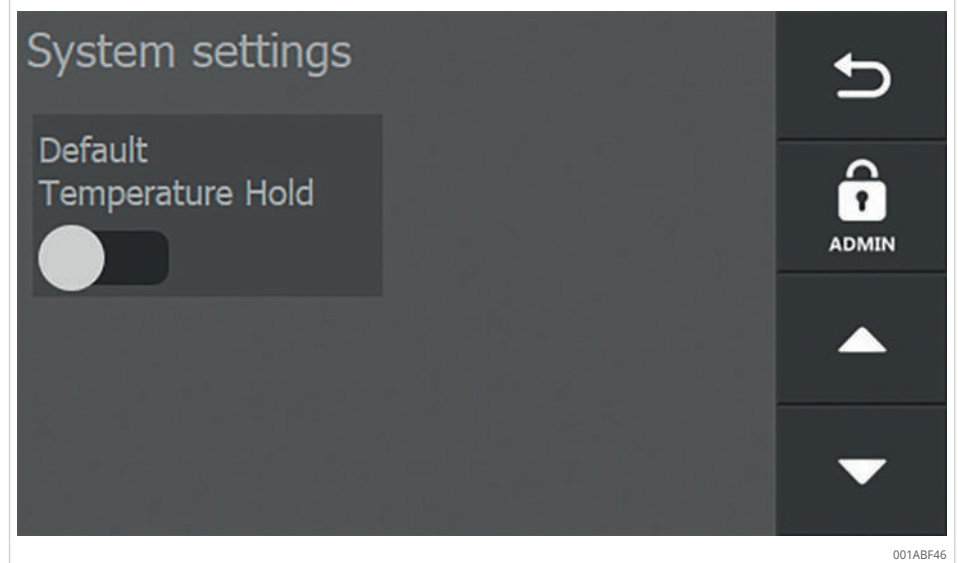 System settings
Default
Temperature Hold
ADMIN
001ABF46